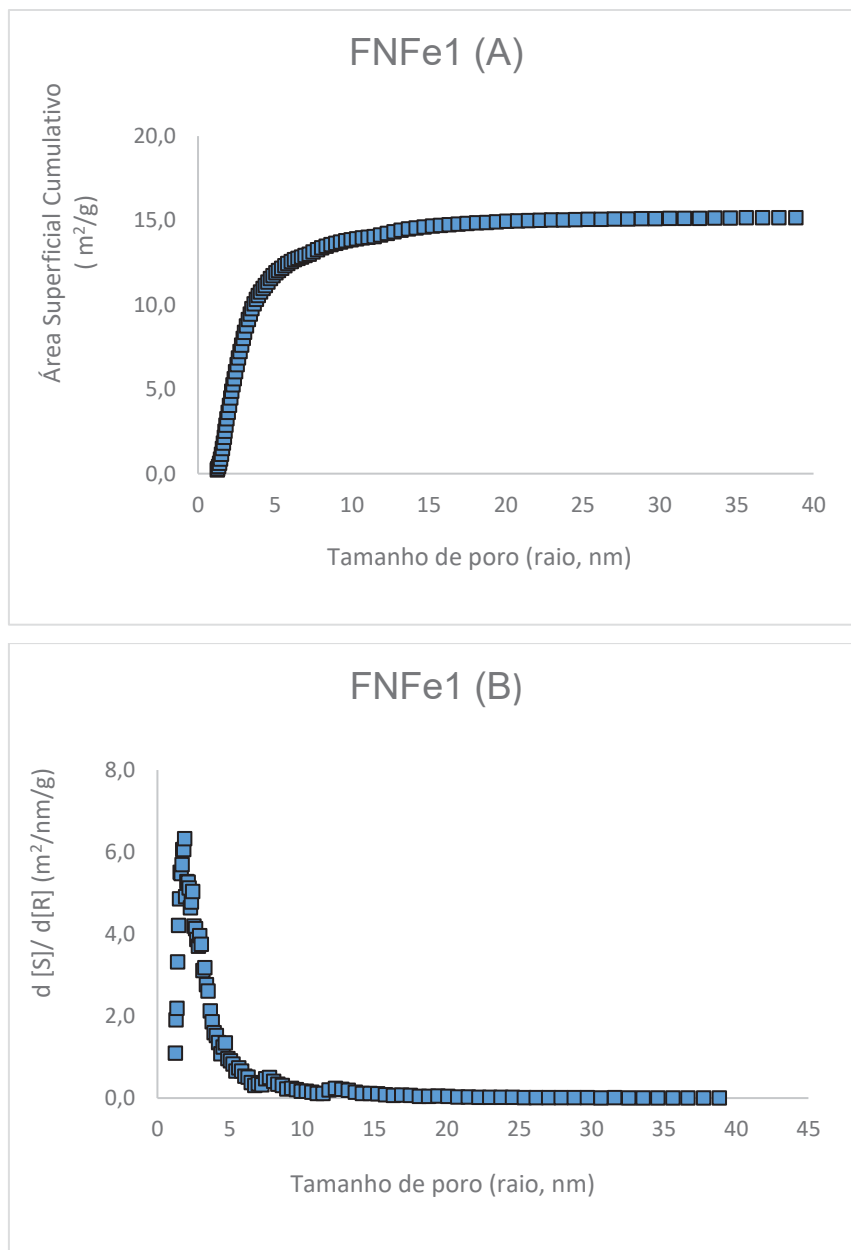 FNFe1 (A)
Área Superficial Cumulativo
( m²/g)
20,0
15,0
10,0
5,0
0,0
0 5 10 15 20 25 30 35 40
Tamanho de poro (raio, nm)
FNFe1 (B)
d [S]/ d[R] (m²/nm/g)
8,0
6,0
4,0
2,0
0,0
0 5 10 15 20 25 30 35 40 45
Tamanho de poro (raio, nm)